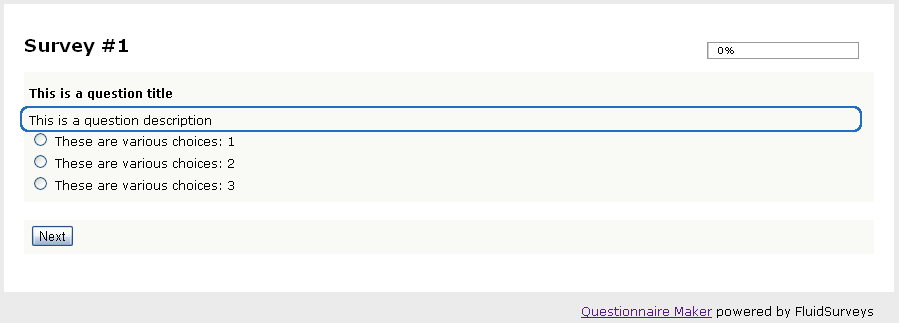 Survey #1
0%
This is a question title
This is a question description
These are various choices: 1
These are various choices: 2
These are various choices: 3
Next
Questionnaire Maker powered by FluidSurveys